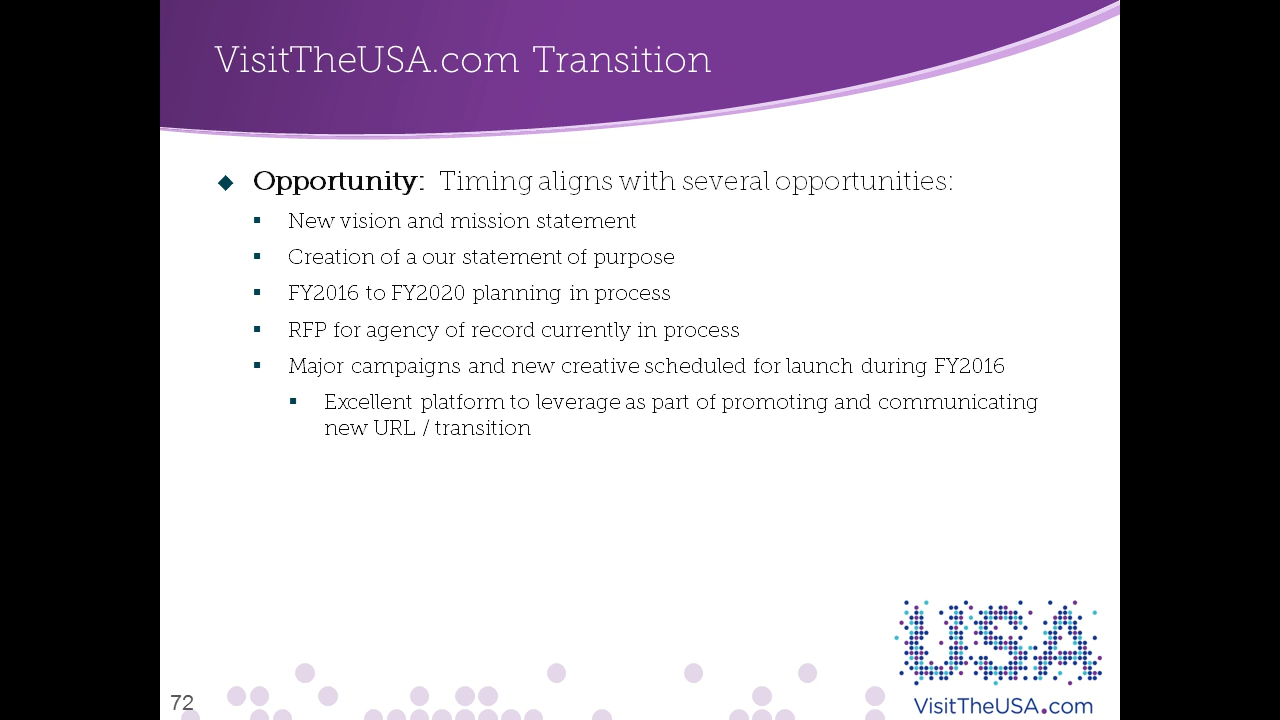 VisitTheUSA.com Transition
Opportunity: Timing aligns with several opportunities:
New vision and mission statement
Creation of a our statement of purpose
FY2016 to FY2020 planning in process
RFP for agency of record currently in process
Major campaigns and new creative scheduled for launch during FY2016
Excellent platform to leverage as part of promoting and communicating
new URL / transition
USA
VisitTheUSA.com
72